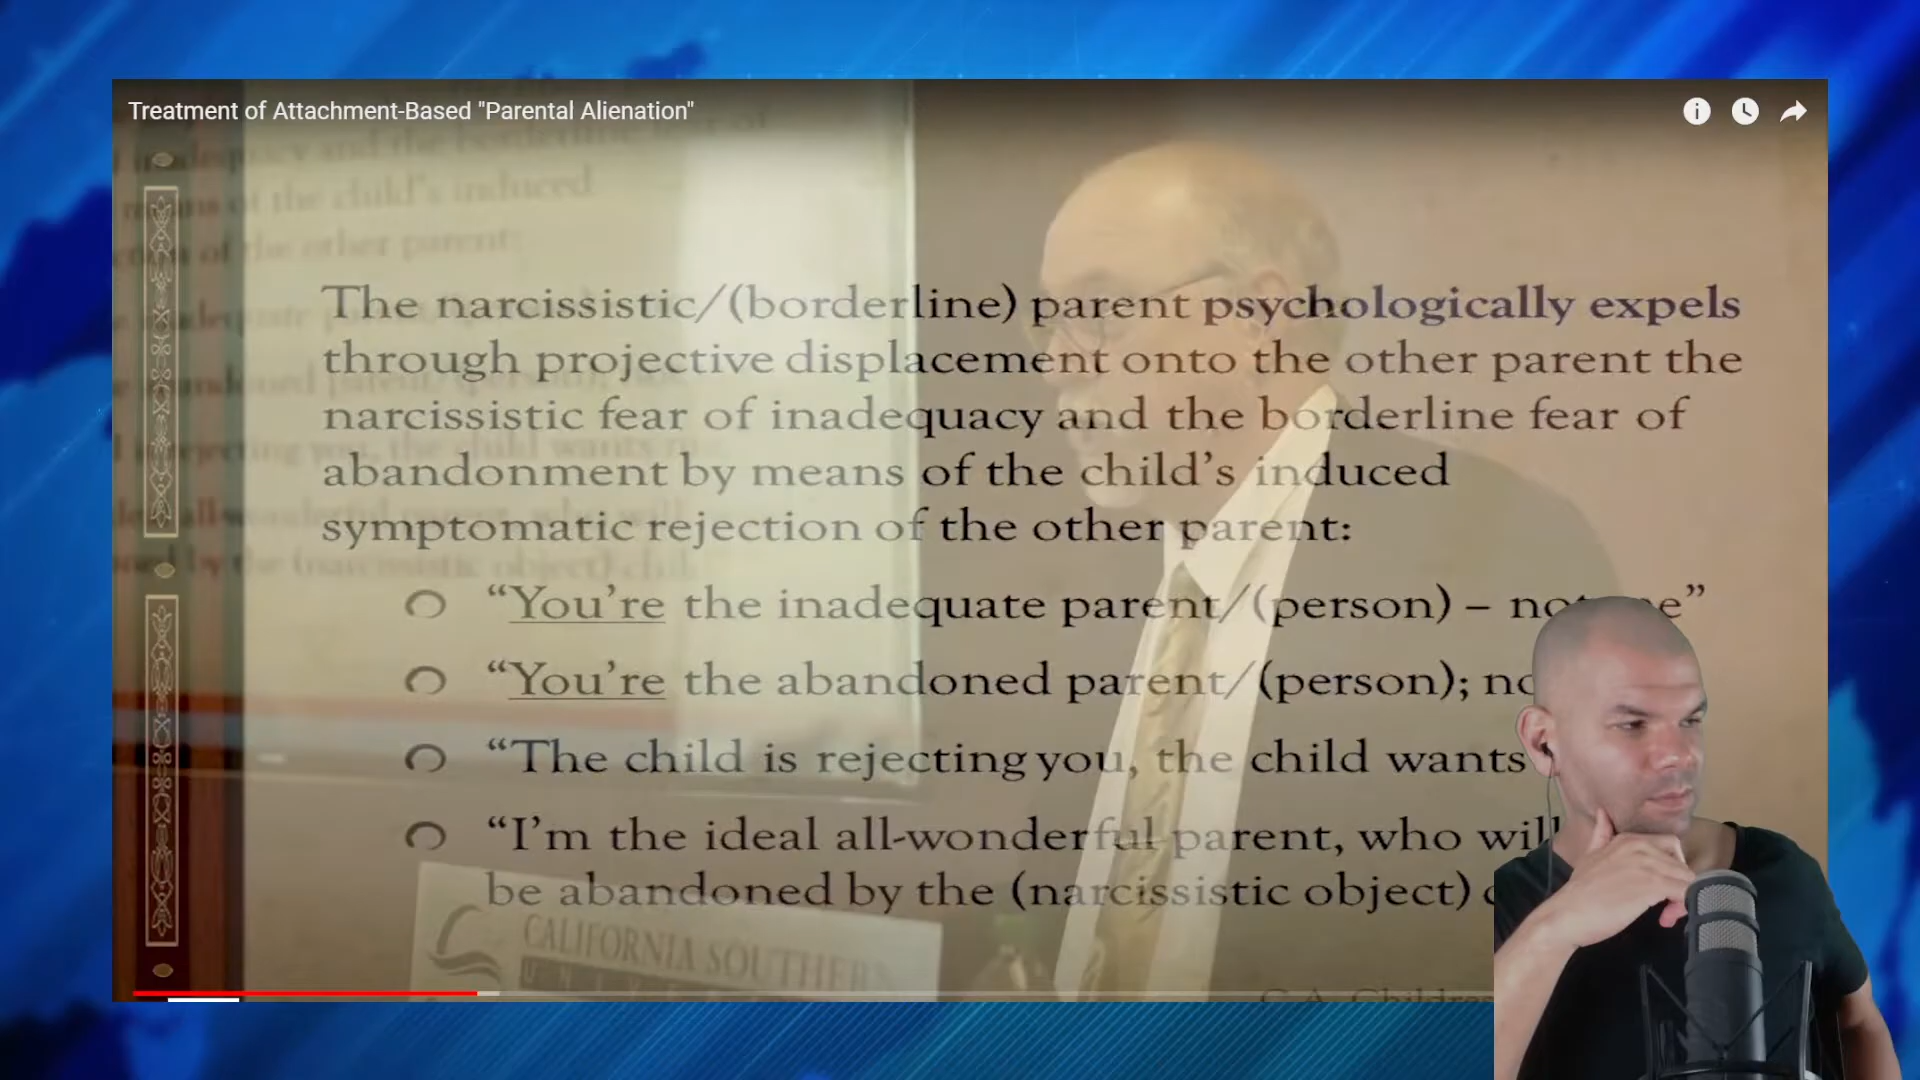 Treatment of Attachment-Based "Parental Alienation"
The narcissistic/(borderline) parent psychologically expels
through projective displacement onto the other parent the
narcissistic fear of inadequacy and the borderline fear of
abandonment by means of the child's induced
symptomatic rejection of the other parent:
"You're the inadequate parent/(person) – not
"You're the abandoned parent/(person);
"The child is rejecting you, the child wants
"I'm the ideal all-wonderful parent, who will
be abandoned by the (narcissistic object)
CALIFORNIA SOUTHERN